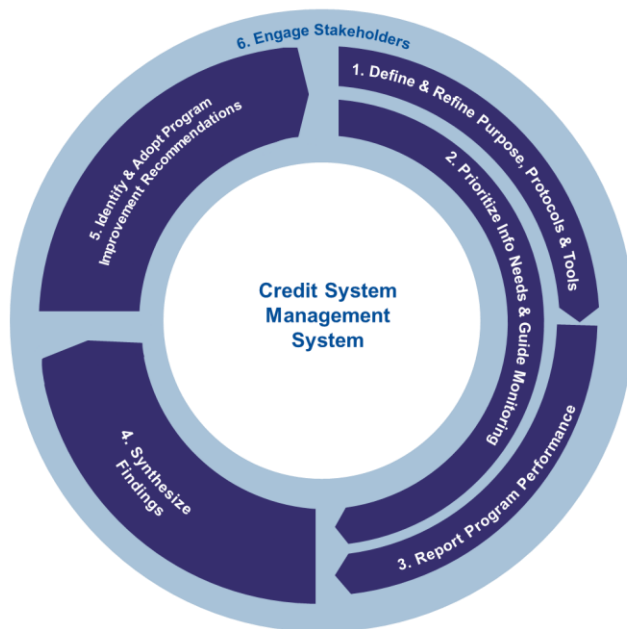 6. Engage Stakeholders
1. Define & Refine Purpose, Protocols & Tools
2. Prioritize Info Needs & Guide Monitoring
3. Report Program Performance
4. Synthesize
Findings
5. Identify & Adopt Program
Improvement Recommendations
Credit System
Management
System